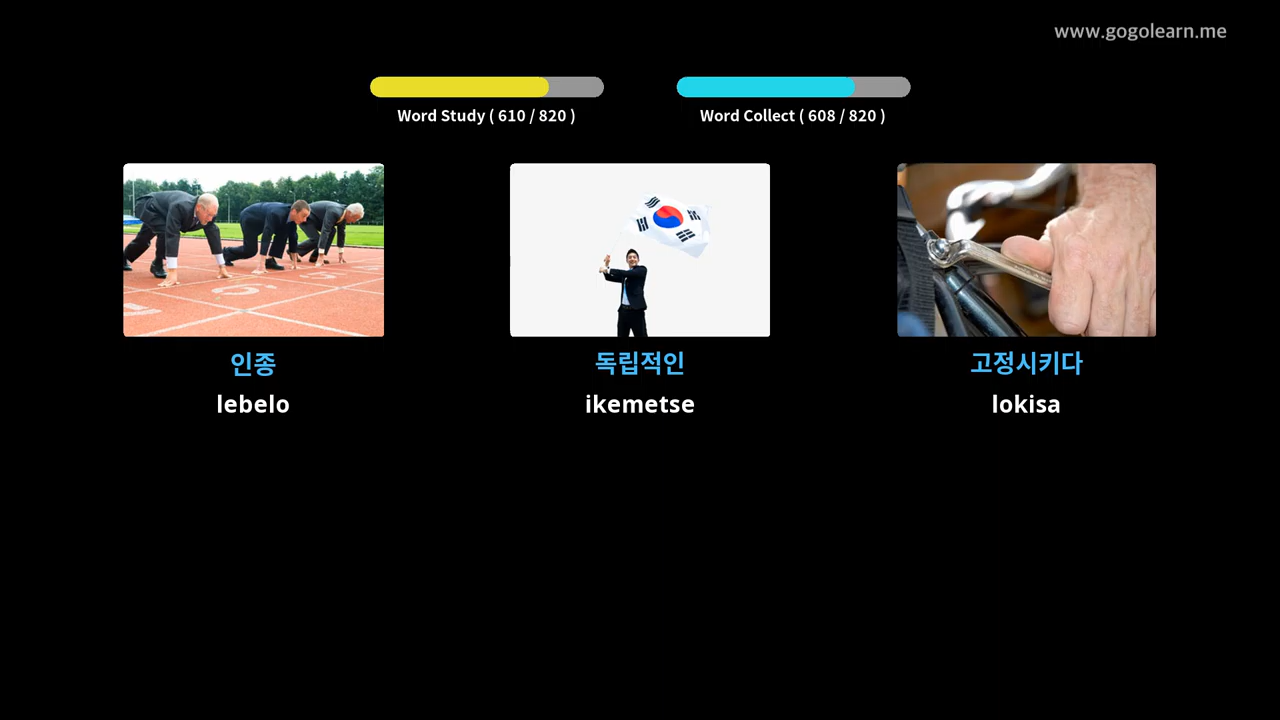 www.gogolearn.me
Word Study ( 610 / 820 )
Word Collect ( 608 / 820 )
인종
독립적인
고정시키다
lebelo
ikemetse
lokisa